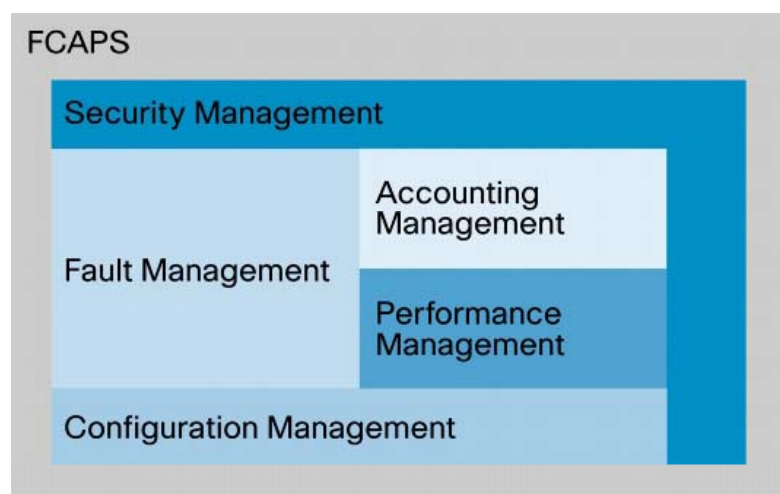 FCAPS
Security Management
Fault Management
Accounting
Management
Performance
Management
Configuration Management